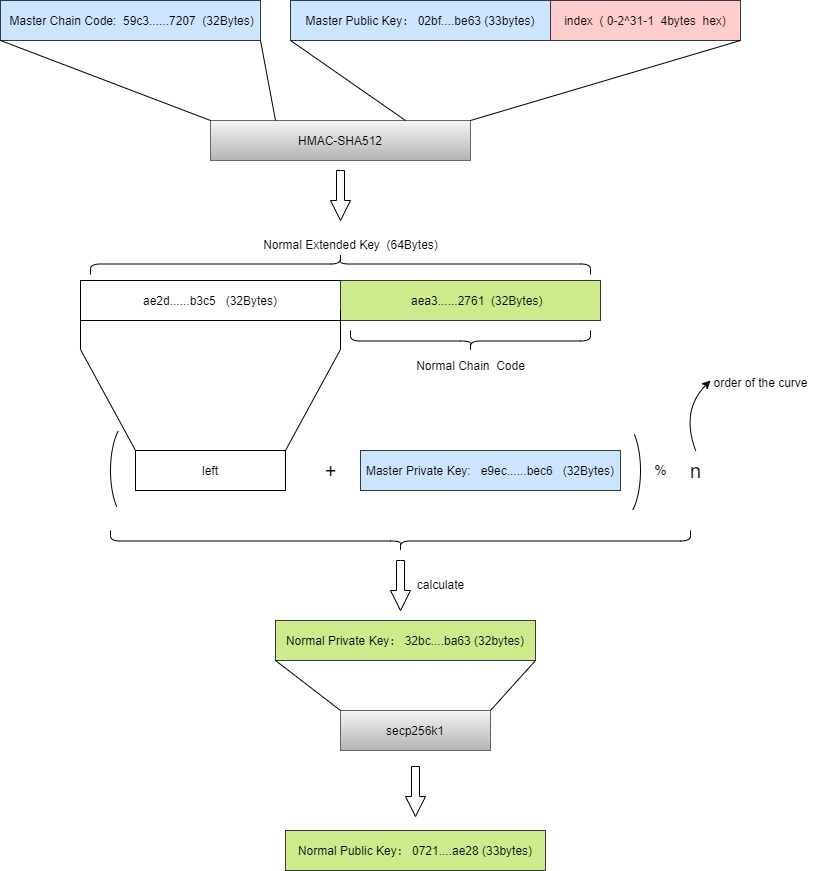 Master Chain Code: 59c3......7207 (32Bytes)
Master Public Key： 02bf....be63 (33bytes)
index ( 0-2^31-1 4bytes hex)
HMAC-SHA512
Normal Extended Key (64Bytes)
ae2d......b3c5 (32Bytes)
aea3......2761 (32Bytes)
Normal Chain Code
order of the curve
left
+
Master Private Key: e9ec......bec6 (32Bytes)
%
n
calculate
Normal Private Key： 32bc....ba63 (32bytes)
secp256k1
Normal Public Key： 0721....ae28 (33bytes)